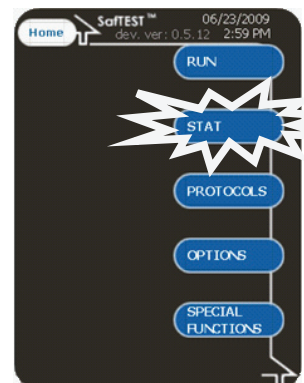 SafTEST™ 06/23/2009
Home dev. ver: 0.5.12 2:59 PM
RUN
STAT
PROTOCOLS
OPTIONS
SPECIAL
FUNCTIONS